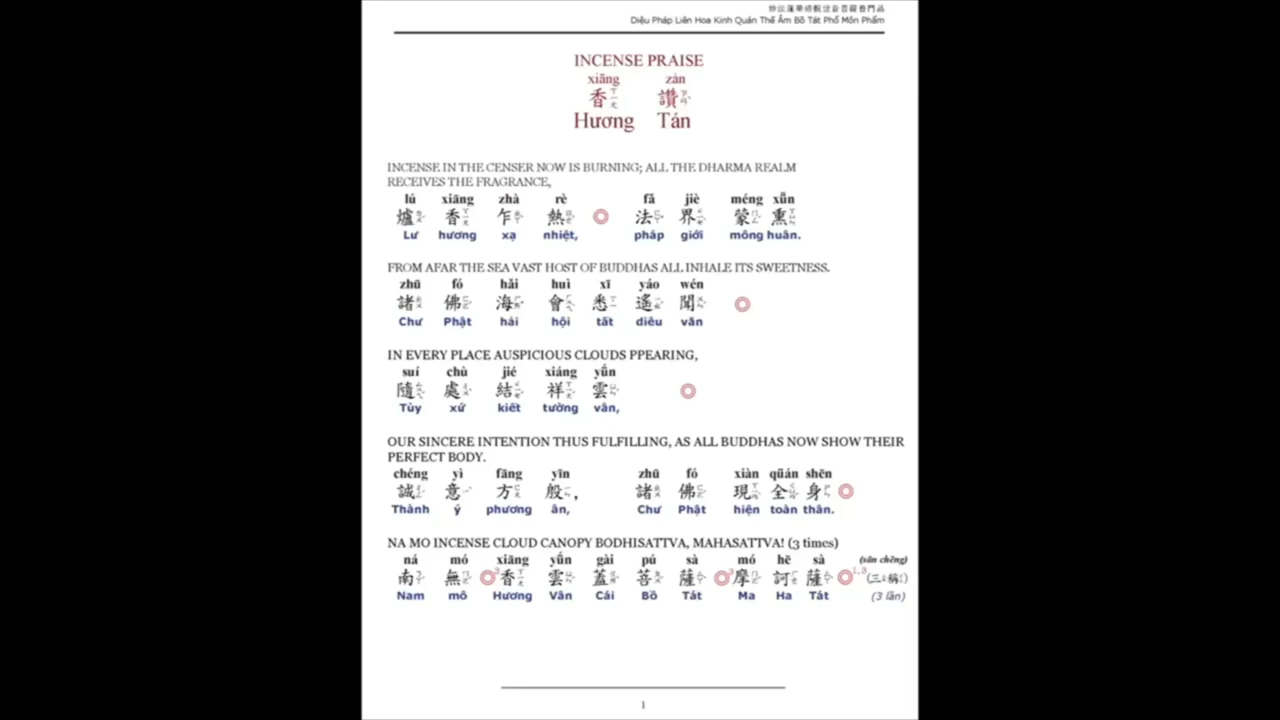 妙法蓮華經觀世音菩薩普門品
Diệu Pháp Liên Hoa Kinh Quán Thế Âm Bồ Tát Phổ Môn Phẩm
INCENSE PRAISE
xiāng zàn
香 讚
Hương Tán
INCENSE IN THE CENSER NOW IS BURNING; ALL THE DHARMA REALM
RECEIVES THE FRAGRANCE,
lú xiāng zhà rè fǎ jiè méng xǖn
爐 香 乍 熱 法 界 蒙 熏
Lư hương xạ nhiệt, pháp giới mông huân.
FROM AFAR THE SEA VAST HOST OF BUDDHAS ALL INHALE ITS SWEETNESS.
zhū fó hǎi huì xī yáo wén
諸 佛 海 會 悉 遙 聞
Chư Phật hải hội tất diêu văn
IN EVERY PLACE AUSPICIOUS CLOUDS PPEARING,
suí chù jié xiáng yǘn
隨 處 結 祥 雲
Tùy xứ kiết tường vân,
OUR SINCERE INTENTION THUS FULFILLING, AS ALL BUDDHAS NOW SHOW THEIR
PERFECT BODY.
chéng yì fāng yīn zhū fó xiàn qüán shēn
誠 意 方 殷, 諸 佛 現 全 身
Thành ý phương ân, Chư Phật hiện toàn thân.
NA MO INCENSE CLOUD CANOPY BODHISATTVA, MAHASATTVA! (3 times)
ná mó xiāng yǘn gài pú sà mó hē sà (sān chēng)
南 無 3 香 雲 蓋 菩 薩 3 摩 訶 薩 1, 3 (三稱)
Nam mô Hương Vân Cái Bồ Tát Ma Ha Tát (3 lần)
1